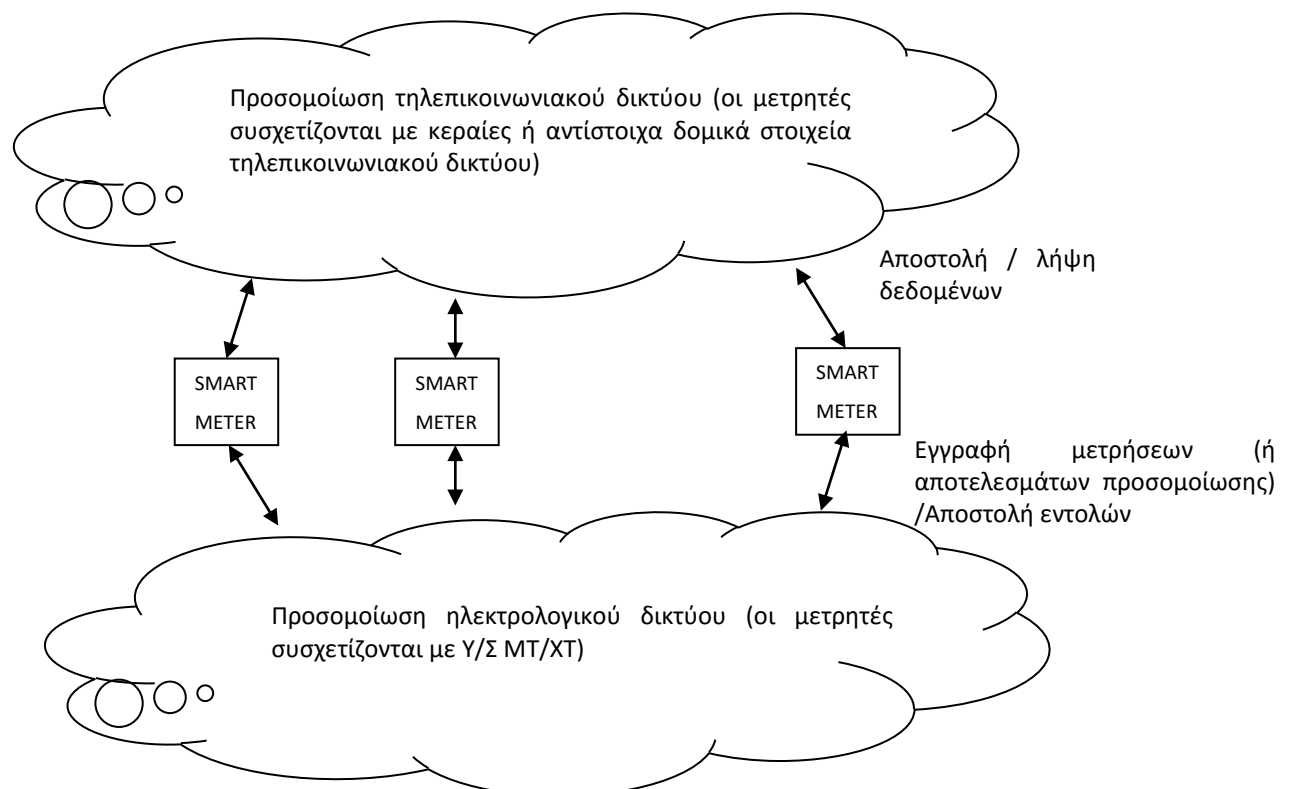 Προσομοίωση τηλεπικοινωνιακού δικτύου (οι μετρητές
συσχετίζονται με κεραίες ή αντίστοιχα δομικά στοιχεία
τηλεπικοινωνιακού δικτύου)
Αποστολή / λήψη
δεδομένων
SMART
METER
SMART
METER
SMART
METER
Εγγραφή μετρήσεων (ή
αποτελεσμάτων προσομοίωσης)
/Αποστολή εντολών
Προσομοίωση ηλεκτρολογικού δικτύου (οι μετρητές
συσχετίζονται με Υ/Σ ΜΤ/ΧΤ)